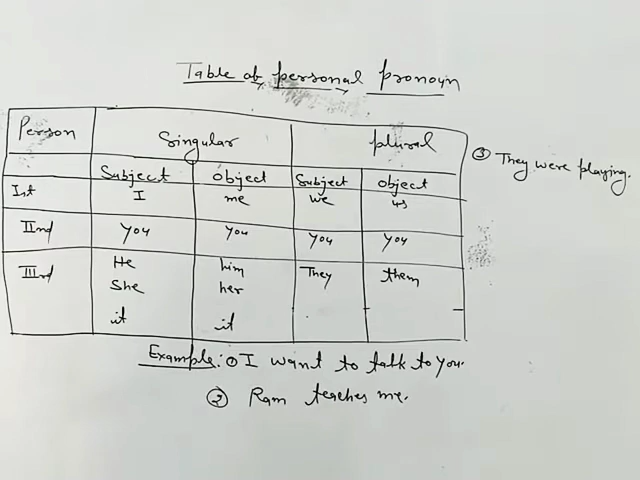 Table of personal pronoun
Person Singular plural
Subject object Subject object
Ist I me we us
IInd you you you you
IIIrd He him They them
She her
it it
③ They were playing.
Example: ① I want to talk to you.
② Ram teaches me.